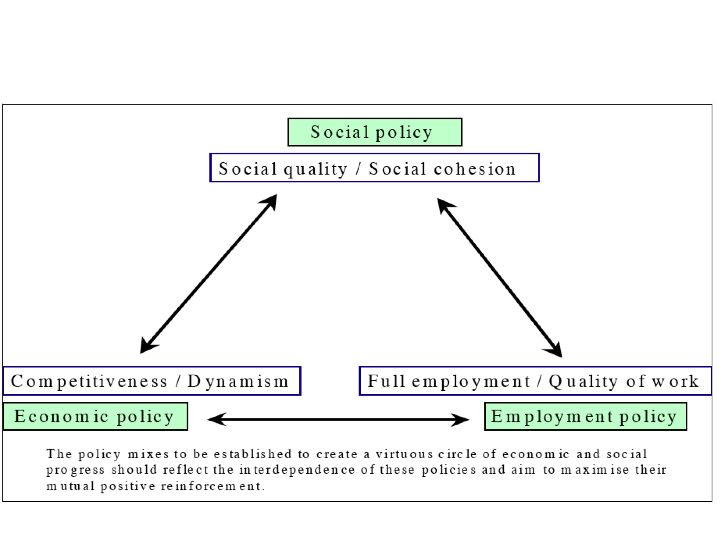 Social policy
Social quality / Social cohesion
Competitiveness / Dynamism
Full employment / Quality of work
Economic policy
Employment policy
The policy mixes to be established to create a virtuous circle of economic and social
progress should reflect the interdependence of these policies and aim to maximise their
mutual positive reinforcement.